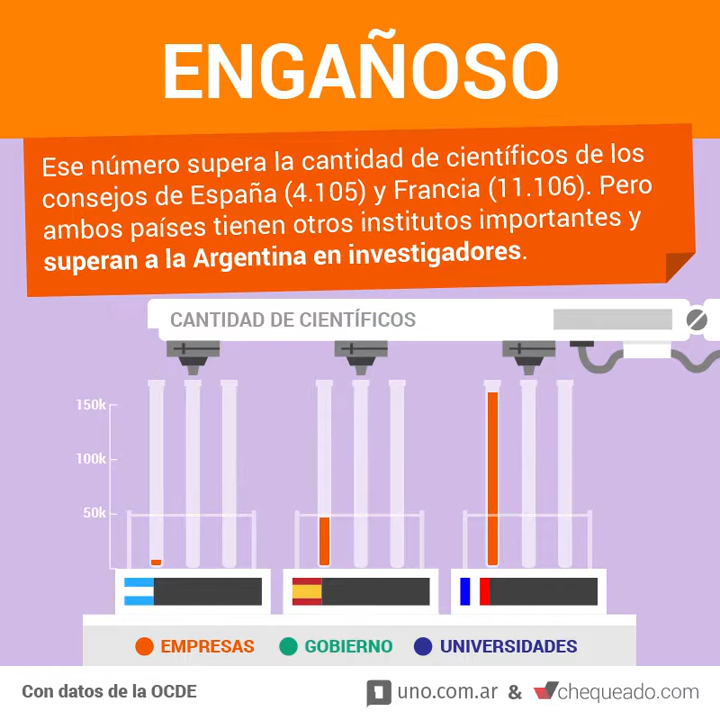 ENGAÑOSO
Ese número supera la cantidad de científicos de los
consejos de España (4.105) y Francia (11.106). Pero
ambos países tienen otros institutos importantes y
superan a la Argentina en investigadores.
CANTIDAD DE CIENTÍFICOS
150k
100k
50k
EMPRESAS GOBIERNO UNIVERSIDADES
Con datos de la OCDE uno.com.ar & chequeado.com